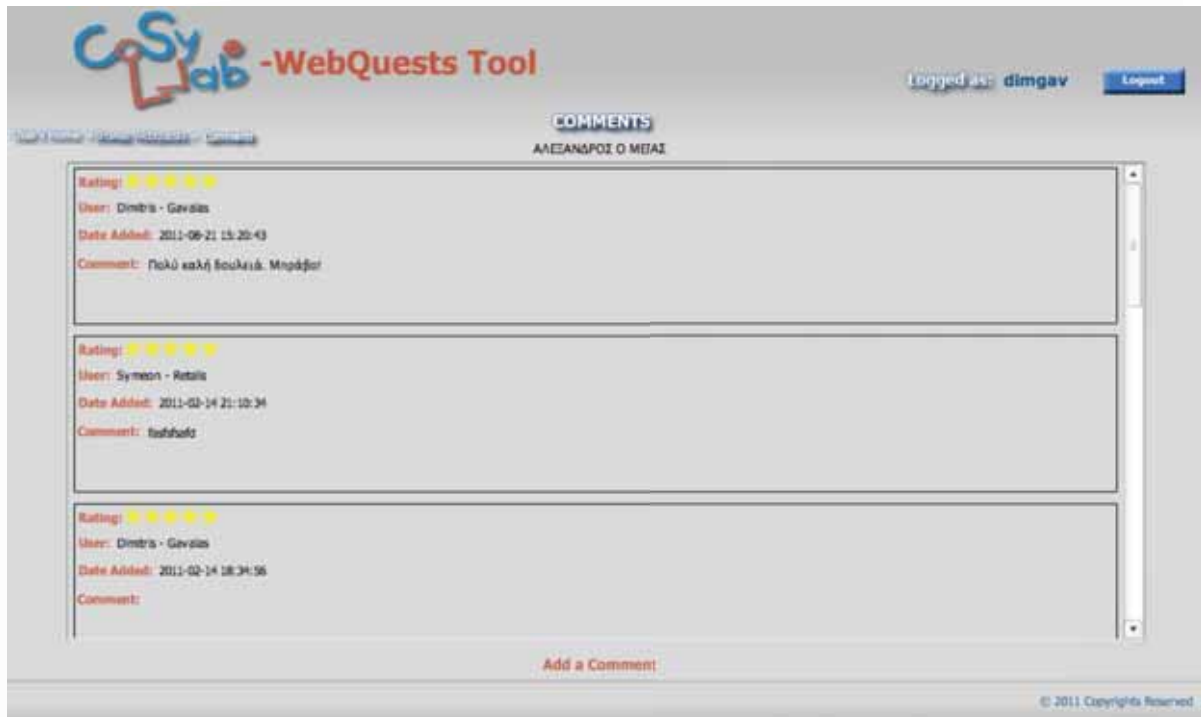 CoSy Lab -WebQuests Tool
Logged as: dimgav
Logout
COMMENTS
ΑΛΕΞΑΝΔΡΟΣ Ο ΜΕΓΑΣ
Rating:
User: Dimitris - Gavalas
Date Added: 2011-08-21 15:20:43
Comment: Πολύ καλή δουλειά. Μπράβο!
Rating:
User: Symeon - Retalis
Date Added: 2011-02-14 21:10:34
Comment:
Rating:
User: Dimitris - Gavalas
Date Added: 2011-02-14 18:34:56
Comment:
Add a Comment
© 2011 Copyrights Reserved